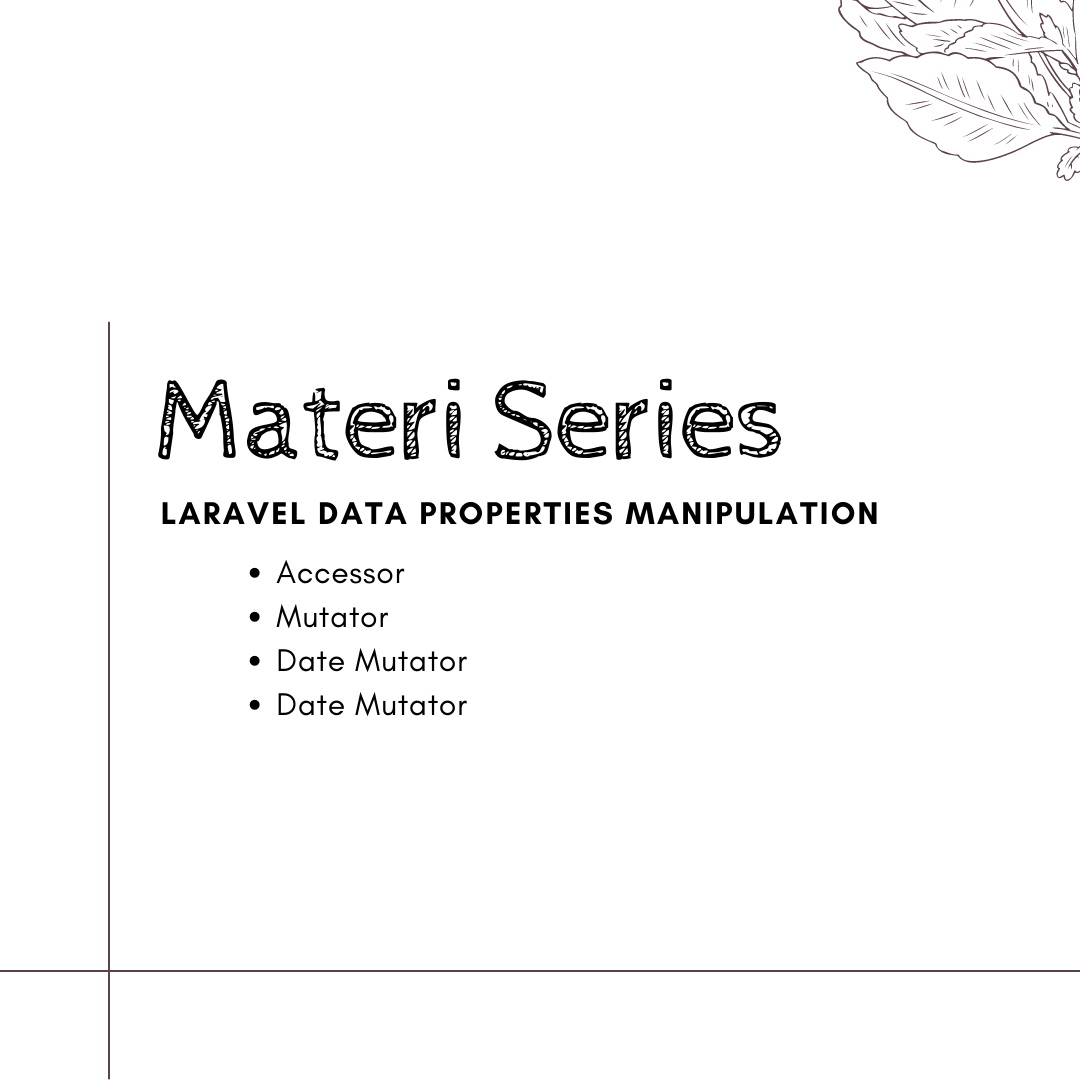 Materi Series
LARAVEL DATA PROPERTIES MANIPULATION
• Accessor
• Mutator
• Date Mutator
• Date Mutator